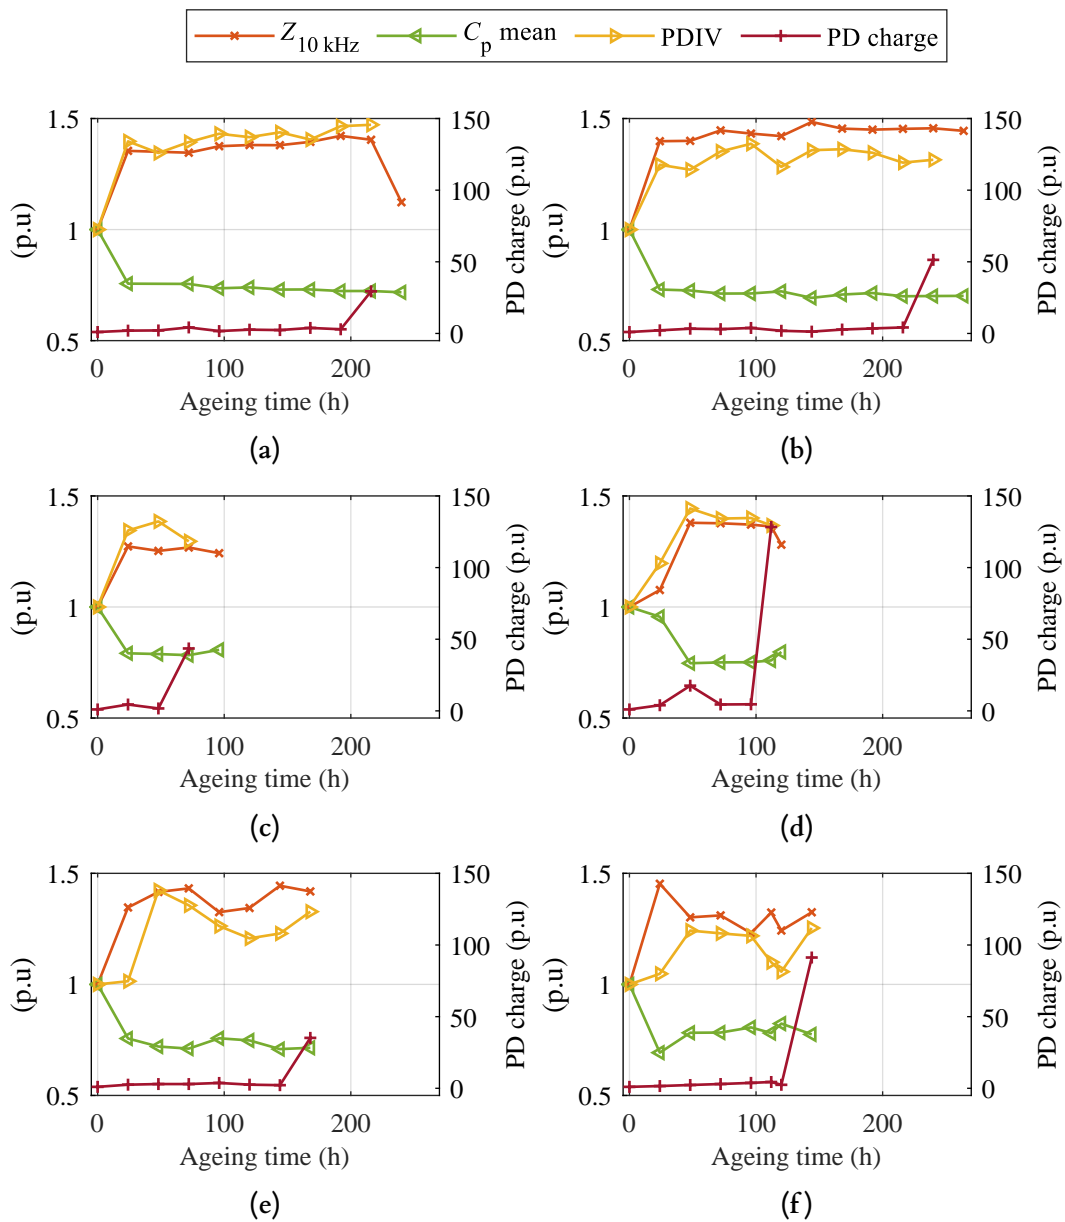 Z10 kHz Cp mean PDIV PD charge
1.5 150 1.5 150
100 100
(p.u) 1 PD charge (p.u) (p.u) 1 PD charge (p.u)
50 50
0.5 0 0.5 0
0 100 200 0 100 200
Ageing time (h) Ageing time (h)
(a) (b)
1.5 150 1.5 150
100 100
(p.u) 1 PD charge (p.u) (p.u) 1 PD charge (p.u)
50 50
0.5 0 0.5 0
0 100 200 0 100 200
Ageing time (h) Ageing time (h)
(c) (d)
1.5 150 1.5 150
100 100
(p.u) 1 PD charge (p.u) (p.u) 1 PD charge (p.u)
50 50
0.5 0 0.5 0
0 100 200 0 100 200
Ageing time (h) Ageing time (h)
(e) (f)